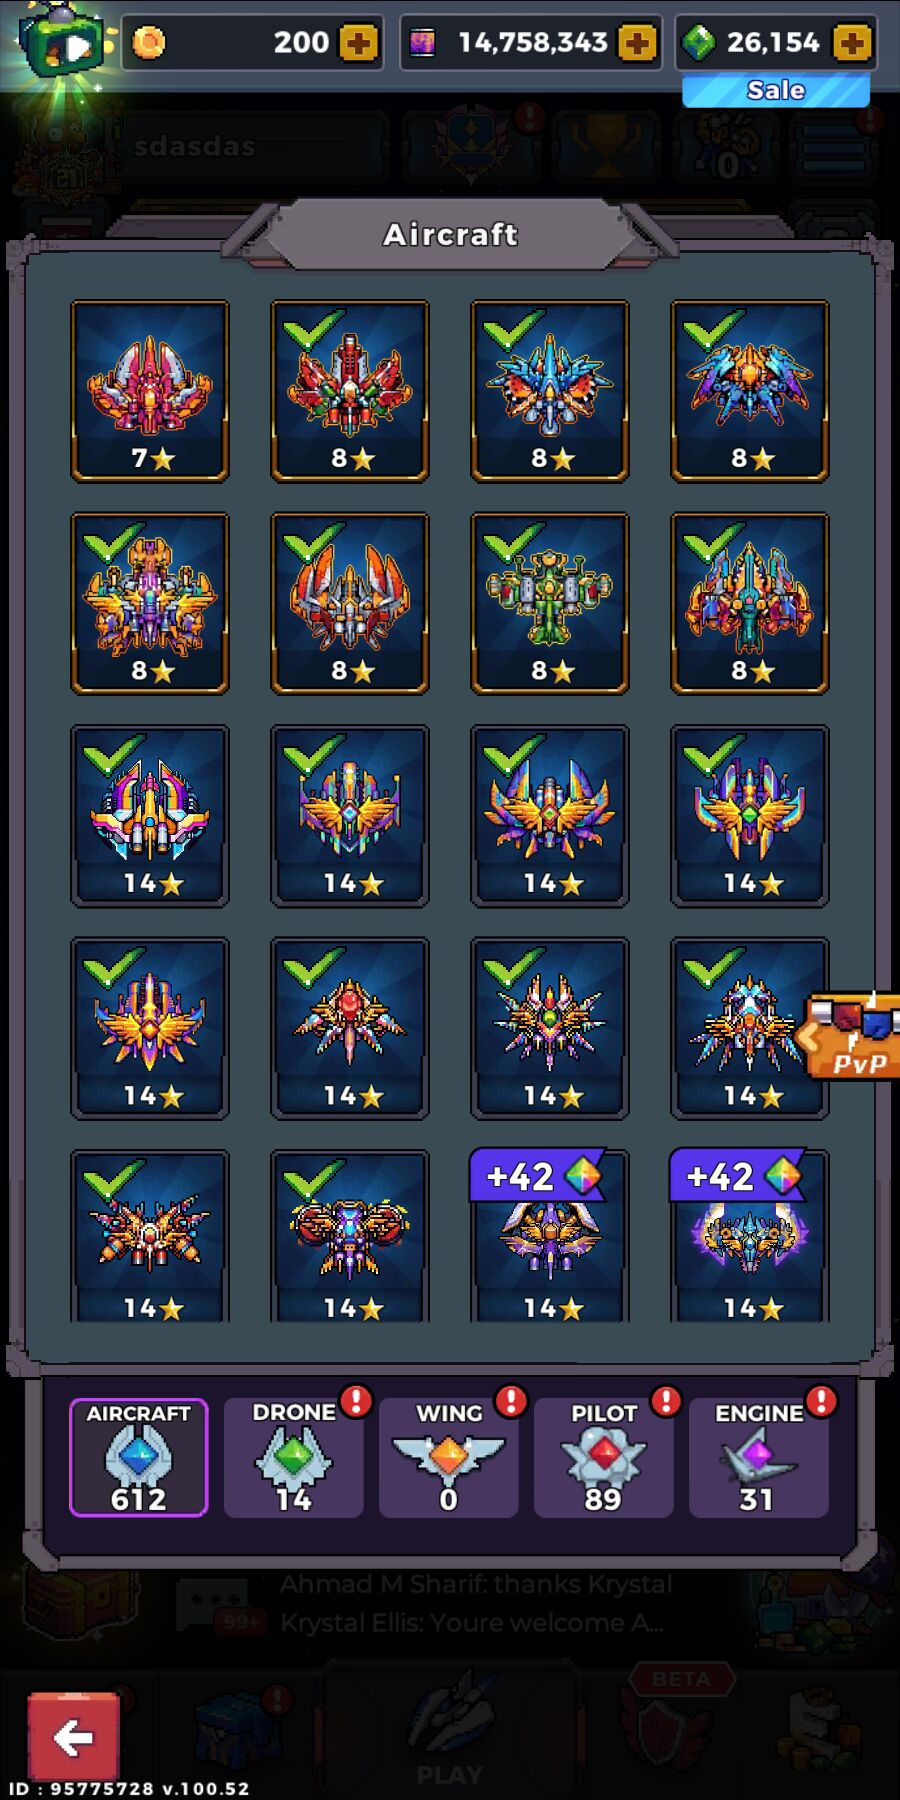 200
14,758,343
26,154
Sale
sdasdas
21
0
Aircraft
7
8
8
8
8
8
8
8
14
14
14
14
14
14
14
14
PvP
14
14
+42
14
+42
14
AIRCRAFT
612
DRONE
14
WING
0
PILOT
89
ENGINE
31
Ahmad M Sharif: thanks Krystal
99+
Krystal Ellis: Youre welcome A...
BETA
PLAY
ID : 95775728 v.100.52